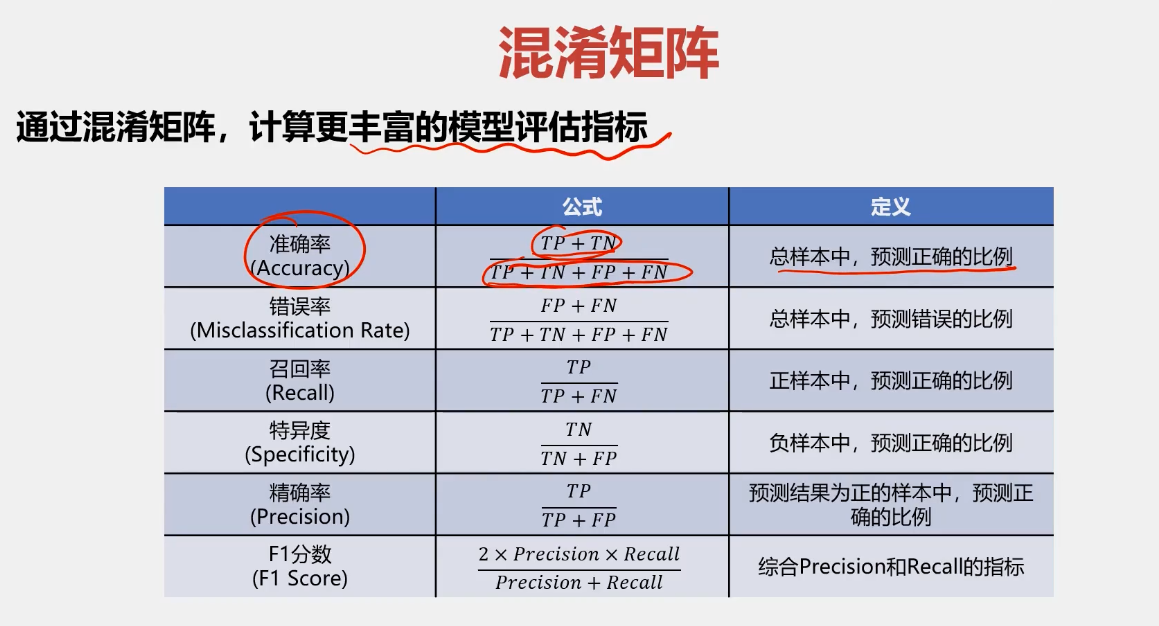 混淆矩阵
通过混淆矩阵，计算更丰富的模型评估指标
公式
定义
准确率
(Accuracy)
TP + TN
TP + TN + FP + FN
总样本中，预测正确的比例
错误率
(Misclassification Rate)
FP + FN
TP + TN + FP + FN
总样本中，预测错误的比例
召回率
(Recall)
TP
TP + FN
正样本中，预测正确的比例
特异度
(Specificity)
TN
TN + FP
负样本中，预测正确的比例
精确率
(Precision)
TP
TP + FP
预测结果为正的样本中，预测正
确的比例
F1分数
(F1 Score)
2 × Precision × Recall
Precision + Recall
综合Precision和Recall的指标